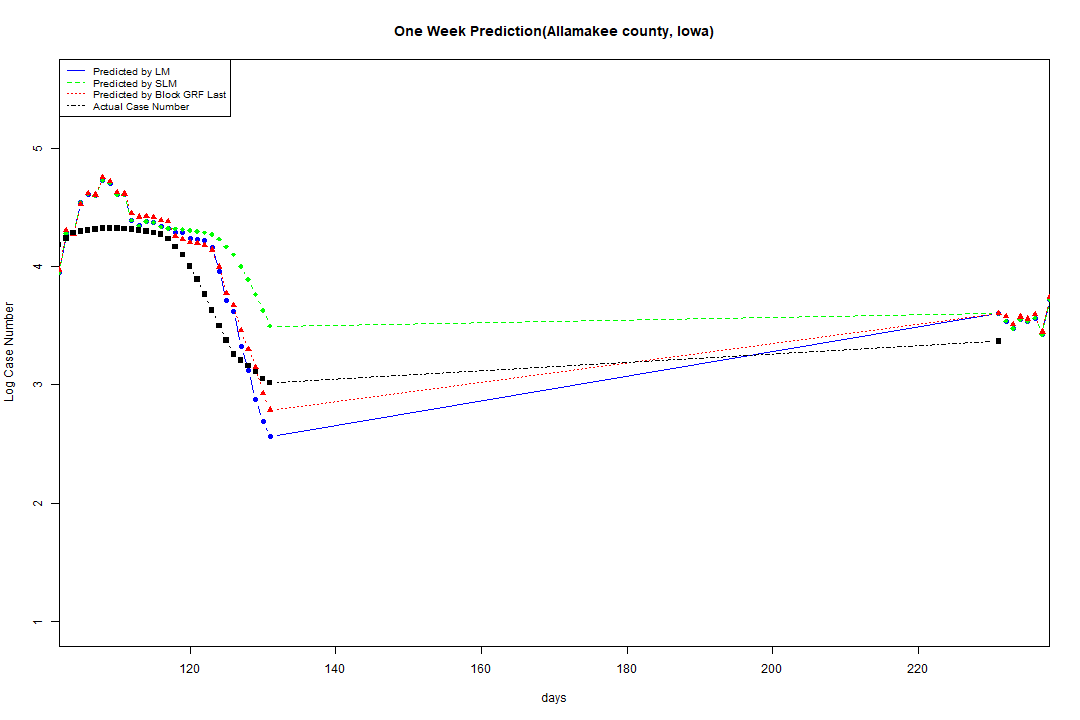 One Week Prediction(Allamakee county, Iowa)
Predicted by LM
Predicted by SLM
Predicted by Block GRF Last
Actual Case Number
Log Case Number
5
4
3
2
1
120 140 160 180 200 220
days